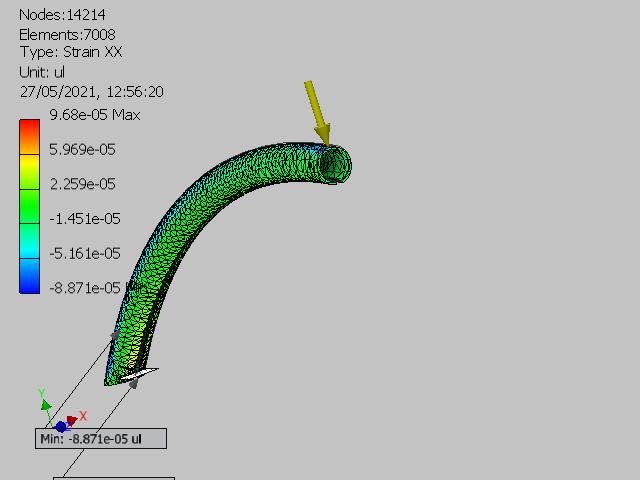 Nodes:14214
Elements:7008
Type: Strain XX
Unit: ul
27/05/2021, 12:56:20
9.68e-05 Max
5.969e-05
2.259e-05
-1.451e-05
-5.161e-05
-8.871e-05
Y
X
Min: -8.871e-05 ul